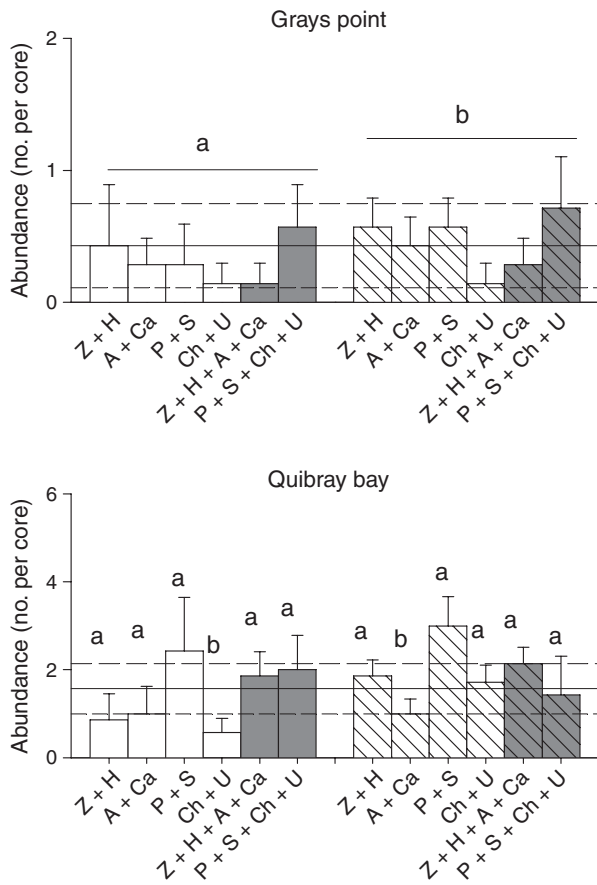 Grays point
Abundance (no. per core)
2
1
0
a
b
Z + H
A + Ca
P + S
Ch + U
Z + H + A + Ca
P + S + Ch + U
Z + H
A + Ca
P + S
Ch + U
Z + H + A + Ca
P + S + Ch + U
Quibray bay
Abundance (no. per core)
6
4
2
0
a
a
a
b
a
a
a
b
a
a
a
a
Z + H
A + Ca
P + S
Ch + U
Z + H + A + Ca
P + S + Ch + U
Z + H
A + Ca
P + S
Ch + U
Z + H + A + Ca
P + S + Ch + U